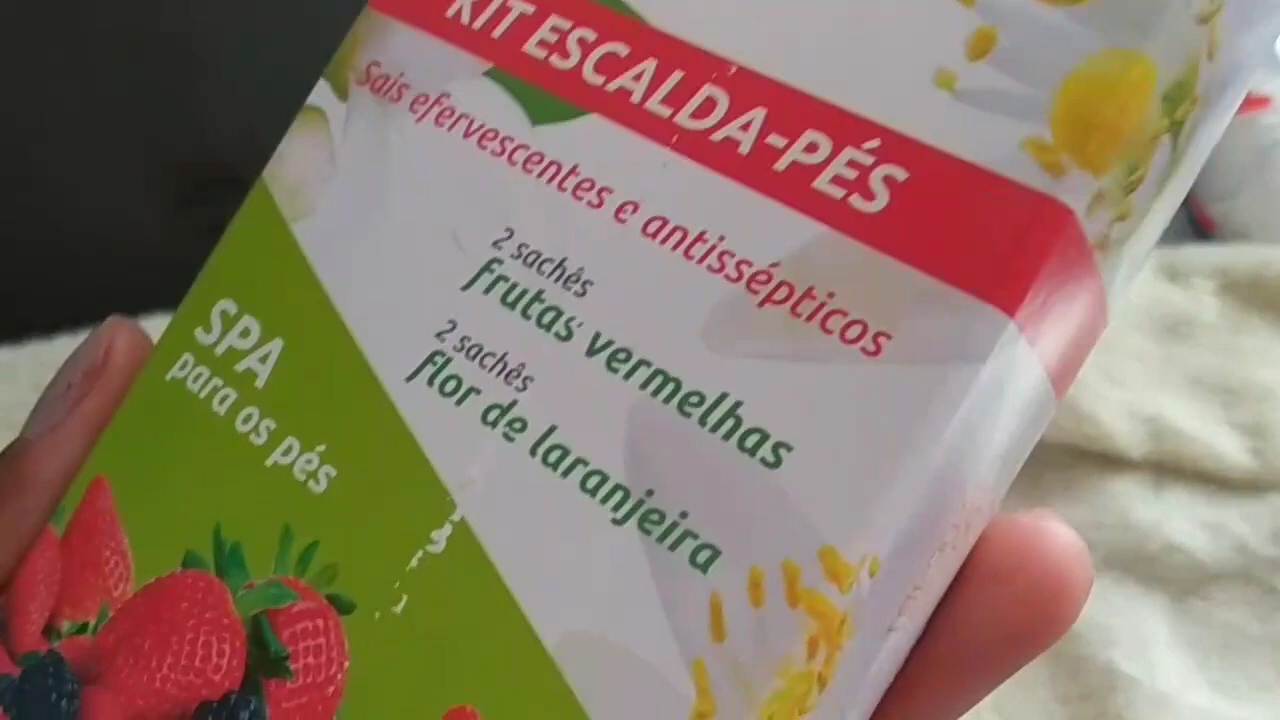 KIT ESCALDA-PÉS
Sais efervescentes e antissépticos
2 sachês
frutas vermelhas
2 sachês
flor de laranjeira
SPA
para os pés